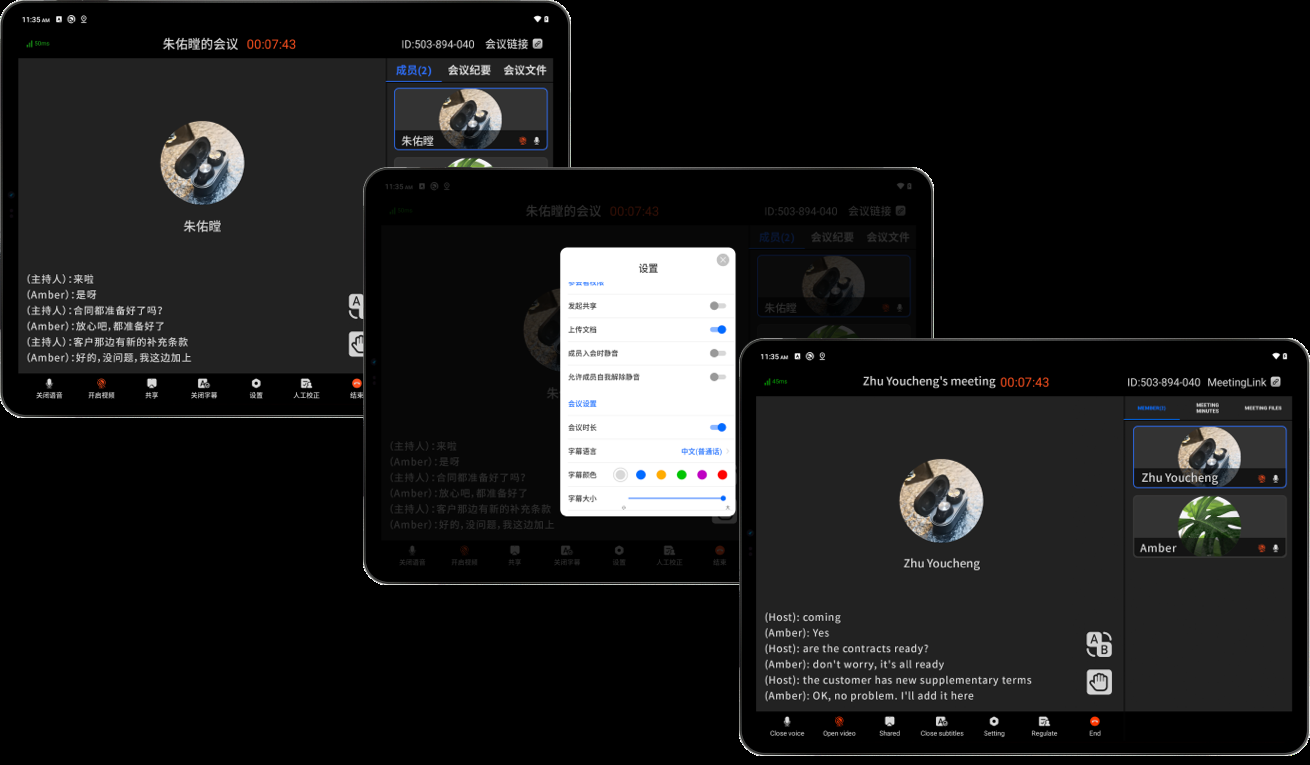 11:35 AM
50ms
朱佑瞠的会议 00:07:43
ID:503-894-040 会议链接
成员(2) 会议纪要 会议文件
朱佑瞠
朱佑瞠
(主持人):来啦
(Amber):是呀
(主持人):合同都准备好了吗?
(Amber):放心吧,都准备好了
(主持人):客户那边有新的补充条款
(Amber):好的,没问题,我这边加上
A
关闭语音 开启视频 共享 关闭字幕 设置 人工校正 结束
11:35 AM
50ms
朱佑瞠的会议 00:07:43
ID:503-894-040 会议链接
成员(2) 会议纪要 会议文件
朱佑瞠
朱
设置
参会者权限
发起共享
上传文档
成员入会时静音
允许成员自我解除静音
会议设置
会议时长
字幕语言 中文(普通话)
字幕颜色
字幕大小
(主持人):来啦
(Amber):是呀
(主持人):合同都准备好了吗?
(Amber):放心吧,都准备好了
(主持人):客户那边有新的补充条款
(Amber):好的,没问题,我这边加上
关闭语音 开启视频 共享 关闭字幕 设置 人工校正 结束
11:35 AM
45ms
Zhu Youcheng's meeting 00:07:43
ID:503-894-040 MeetingLink
MEMBER(2) MEETING MINUTES MEETING FILES
Zhu Youcheng
Amber
Zhu Youcheng
(Host): coming
(Amber): Yes
(Host): are the contracts ready?
(Amber): don't worry, it's all ready
(Host): the customer has new supplementary terms
(Amber): OK, no problem. I'll add it here
A B
Close voice Open video Shared Close subtitles Setting Regulate End